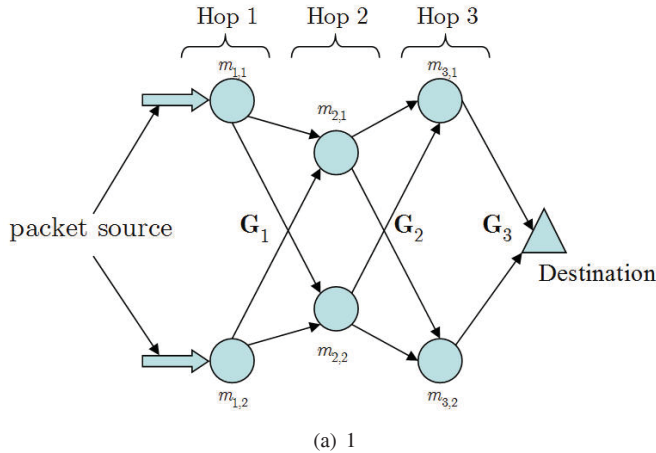 Hop 1 Hop 2 Hop 3
m1,1
m3,1
m2,1
packet source
G1
G2
G3
Destination
m2,2
m1,2
m3,2
(a) 1